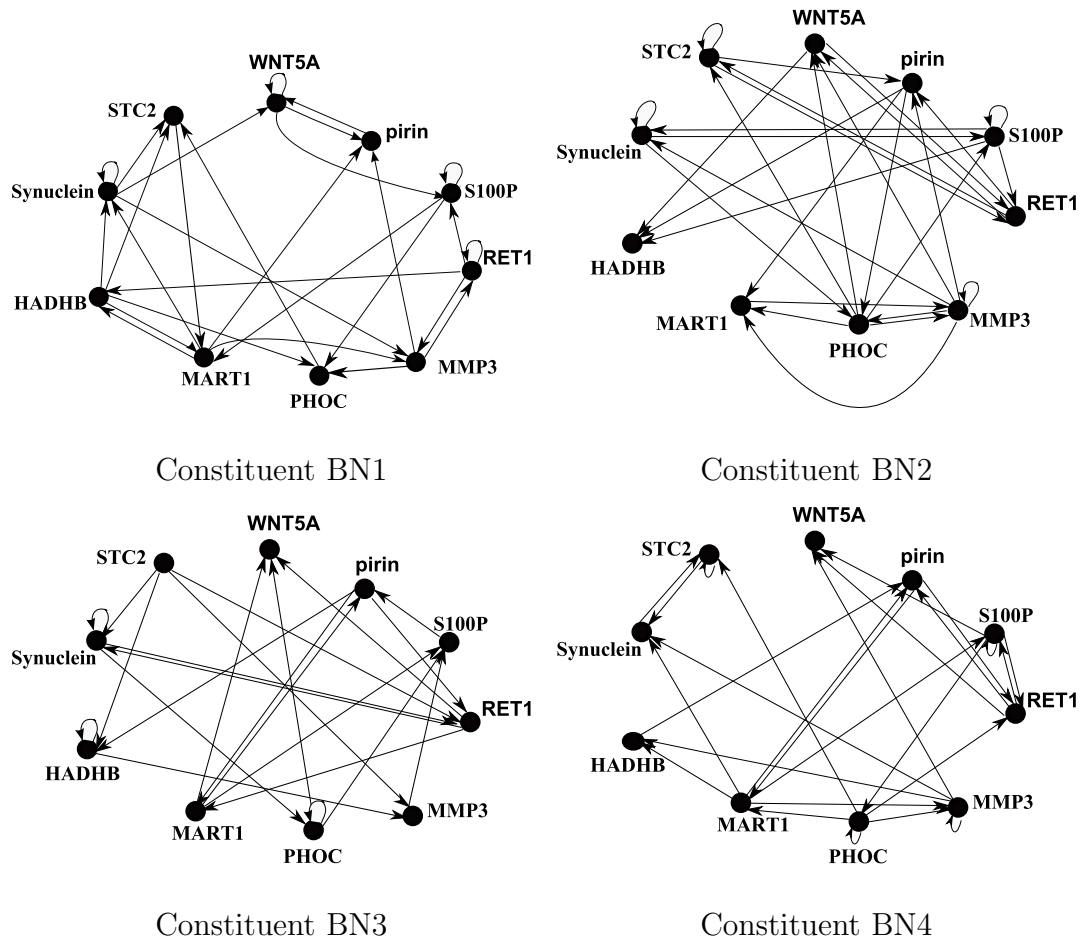 WNT5A
STC2
pirin
Synuclein
S100P
RET1
HADHB
MART1
MMP3
PHOC
Constituent BN1
WNT5A
STC2
pirin
Synuclein
S100P
RET1
HADHB
MART1
MMP3
PHOC
Constituent BN2
WNT5A
STC2
pirin
S100P
Synuclein
RET1
HADHB
MART1
MMP3
PHOC
Constituent BN3
WNT5A
STC2
pirin
S100P
Synuclein
RET1
HADHB
MMP3
MART1
PHOC
Constituent BN4